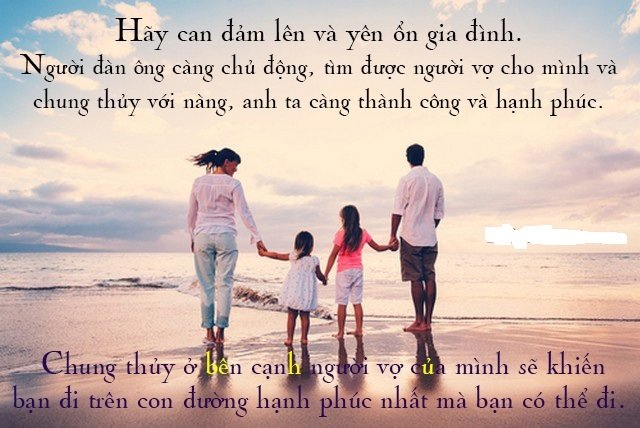 Hãy can đảm lên và yên ổn gia đình.
Người đàn ông càng chủ động, tìm được người vợ cho mình và
chung thủy với nàng, anh ta càng thành công và hạnh phúc.
Chung thủy ở bên cạnh người vợ của mình sẽ khiến
bạn đi trên con đường hạnh phúc nhất mà bạn có thể đi.